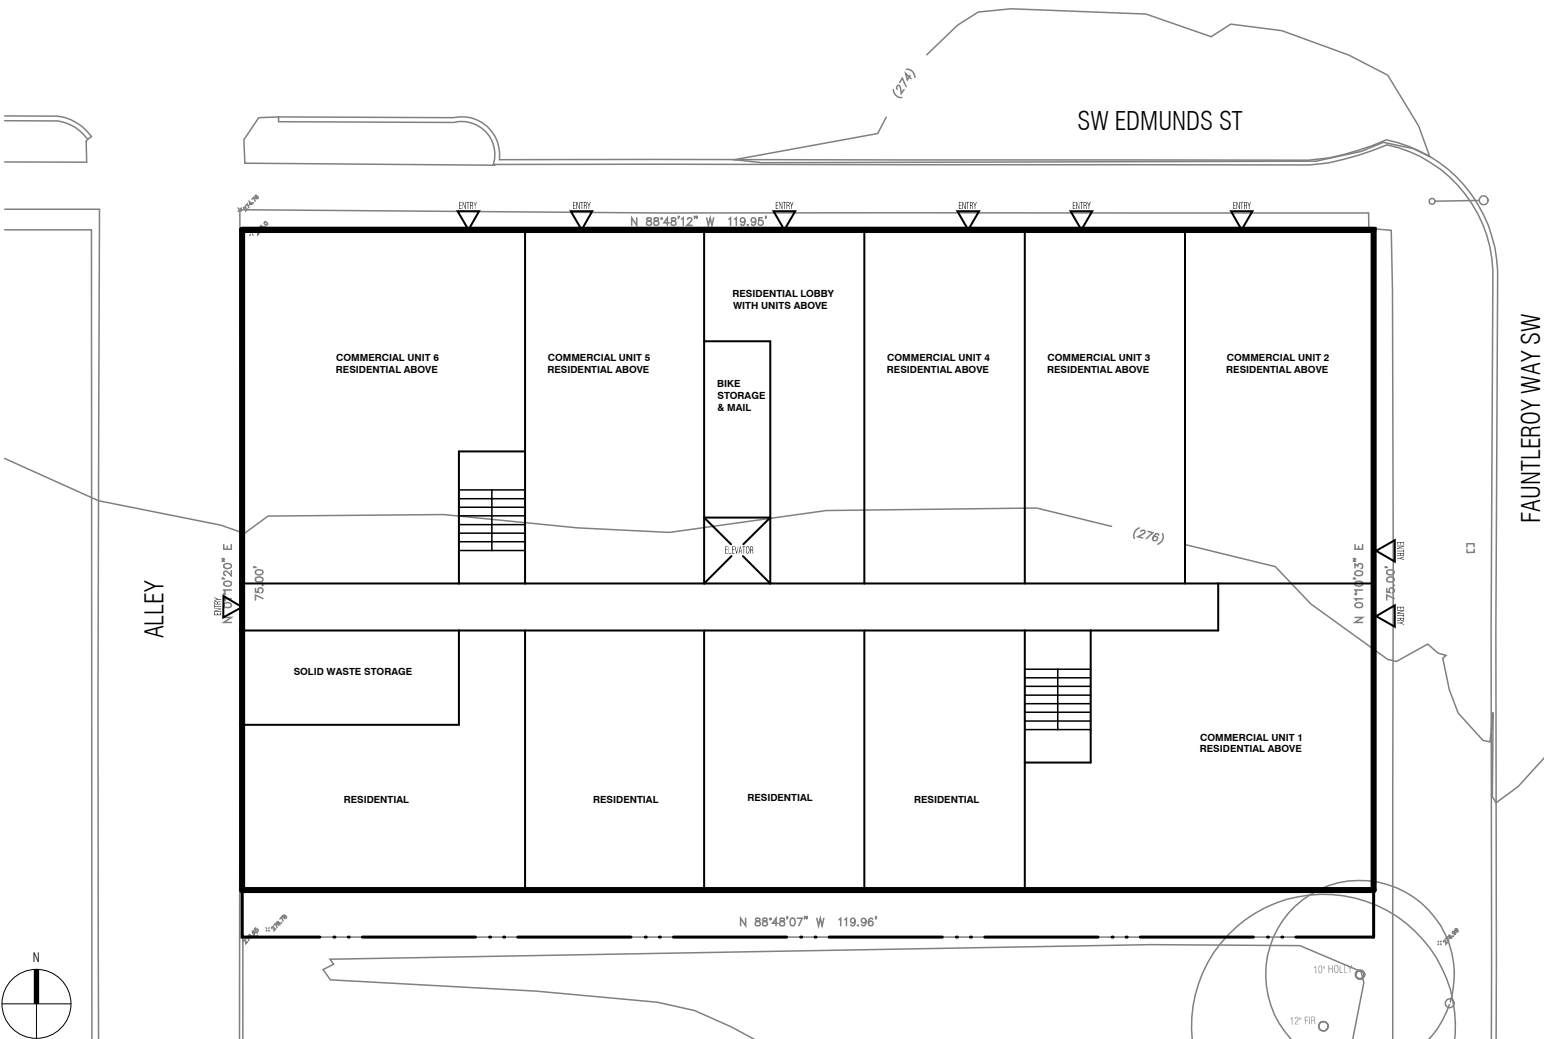 (274)
SW EDMUNDS ST
274.76
ENTRY
ENTRY
ENTRY
ENTRY
ENTRY
ENTRY
N 88°48'12" W 119.95'
RESIDENTIAL LOBBY
WITH UNITS ABOVE
COMMERCIAL UNIT 6
RESIDENTIAL ABOVE
COMMERCIAL UNIT 5
RESIDENTIAL ABOVE
BIKE
STORAGE
& MAIL
COMMERCIAL UNIT 4
RESIDENTIAL ABOVE
COMMERCIAL UNIT 3
RESIDENTIAL ABOVE
COMMERCIAL UNIT 2
RESIDENTIAL ABOVE
FAUNTLEROY WAY SW
ELEVATOR
(276)
ENTRY
ENTRY
N 01°10'03" E
75.00'
ALLEY
ENTRY
N 01°10'20" E
75.00'
SOLID WASTE STORAGE
COMMERCIAL UNIT 1
RESIDENTIAL ABOVE
RESIDENTIAL
RESIDENTIAL
RESIDENTIAL
RESIDENTIAL
N 88°48'07" W 119.96'
N
10" HOLLY
12" FIR